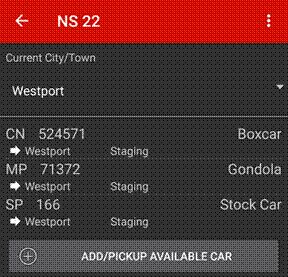 NS 22
Current City/Town
Westport
CN 524571 Boxcar
Westport Staging
MP 71372 Gondola
Westport Staging
SP 166 Stock Car
Westport Staging
ADD/PICKUP AVAILABLE CAR